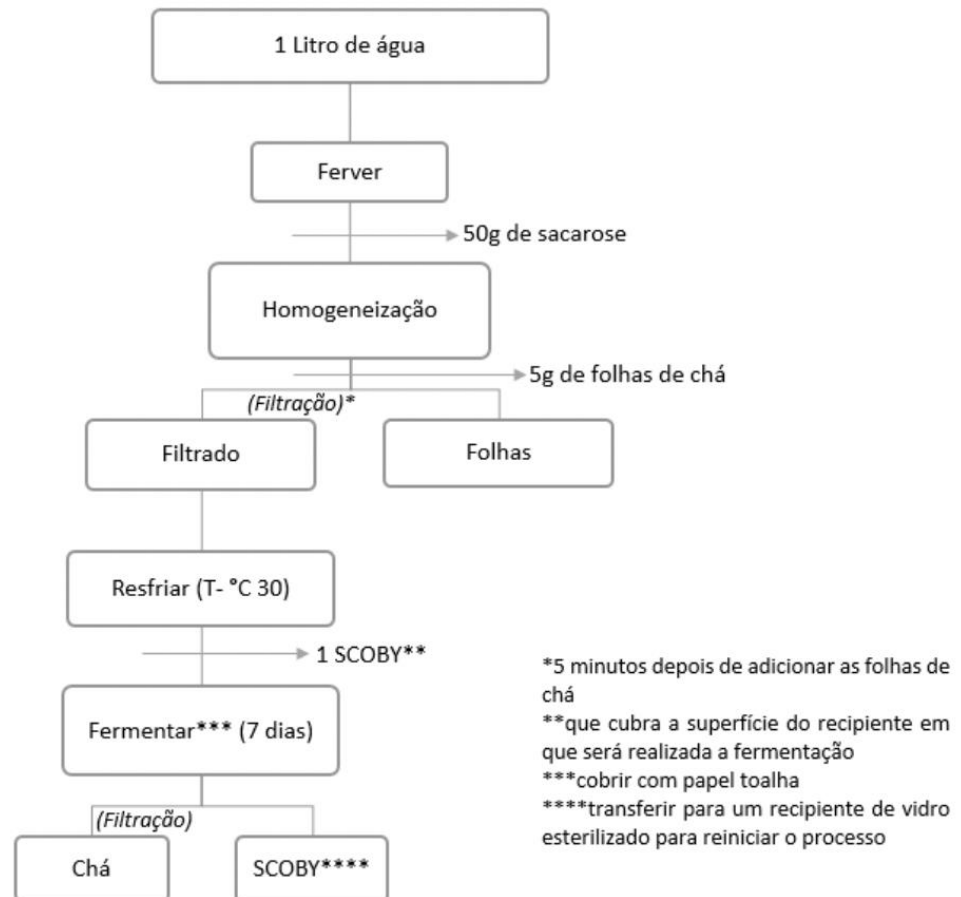 1 Litro de água
Ferver
50g de sacarose
Homogeneização
5g de folhas de chá
(Filtração)*
Filtrado
Folhas
Resfriar (T- °C 30)
1 SCOBY**
Fermentar*** (7 dias)
(Filtração)
Chá
SCOBY****
*5 minutos depois de adicionar as folhas de
chá
**que cubra a superfície do recipiente em
que será realizada a fermentação
***cobrir com papel toalha
****transferir para um recipiente de vidro
esterilizado para reiniciar o processo